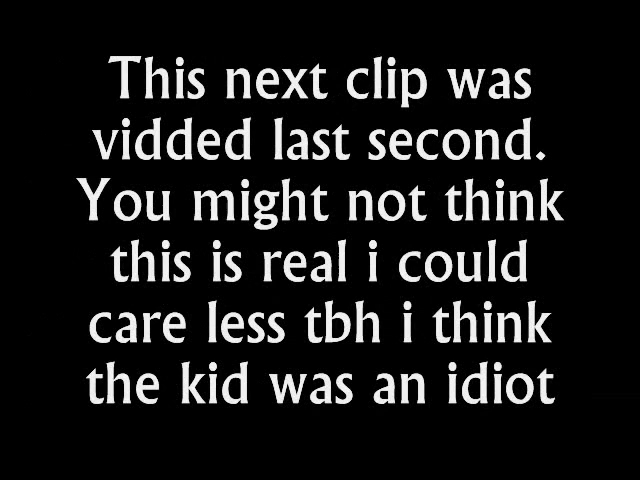 This next clip was
vidded last second.
You might not think
this is real i could
care less tbh i think
the kid was an idiot